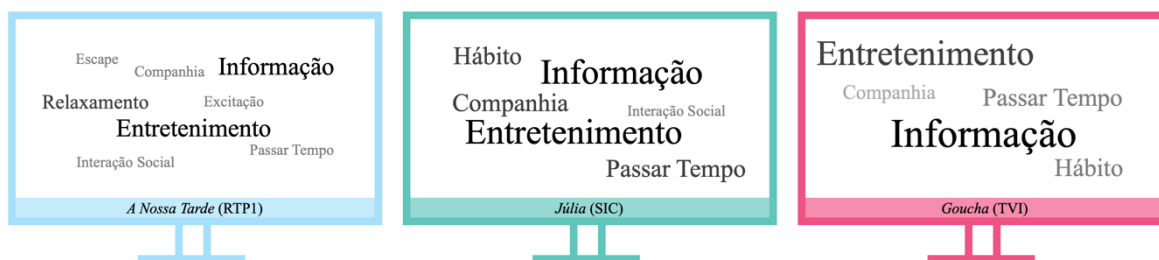 Escape
Companhia
Informação
Relaxamento
Excitação
Entretenimento
Passar Tempo
Interação Social
A Nossa Tarde (RTP1)
Hábito
Informação
Companhia
Interação Social
Entretenimento
Passar Tempo
Júlia (SIC)
Entretenimento
Companhia
Passar Tempo
Informação
Hábito
Goucha (TVI)